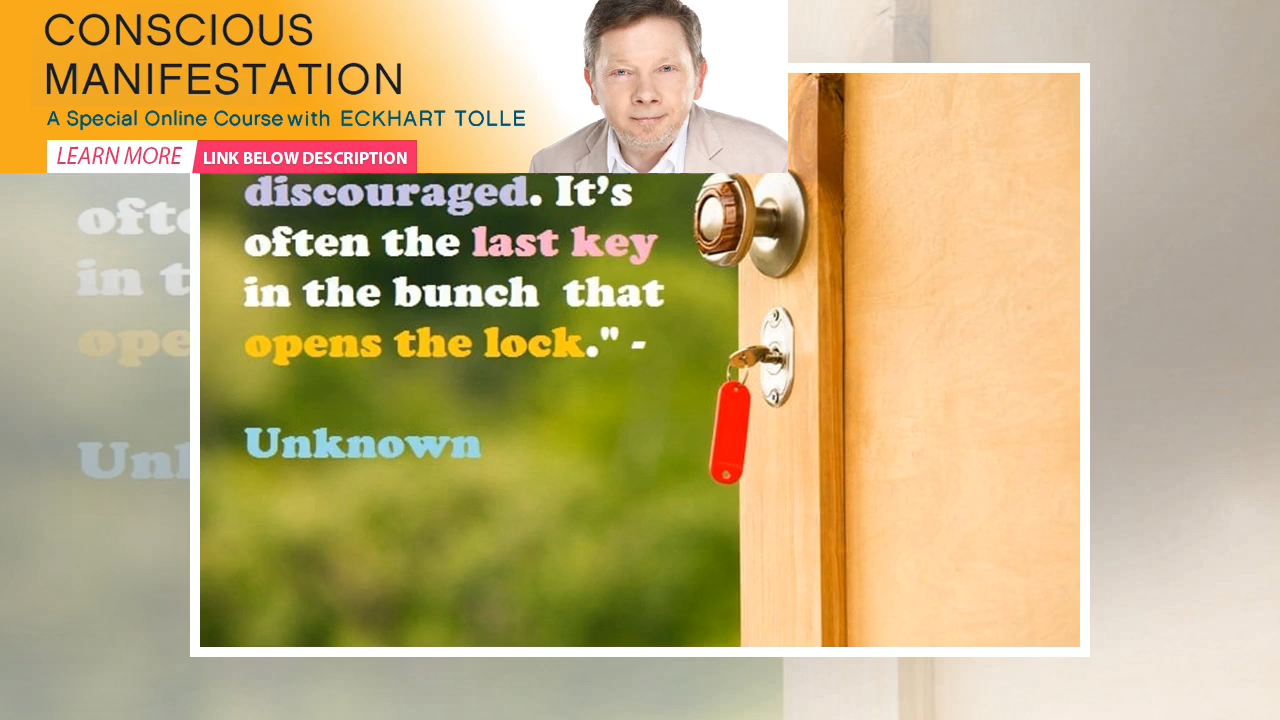 CONSCIOUS
MANIFESTATION
A Special Online Course with ECKHART TOLLE
LEARN MORE LINK BELOW DESCRIPTION
discouraged. It's
often the last key
in the bunch that
opens the lock." -
Unknown